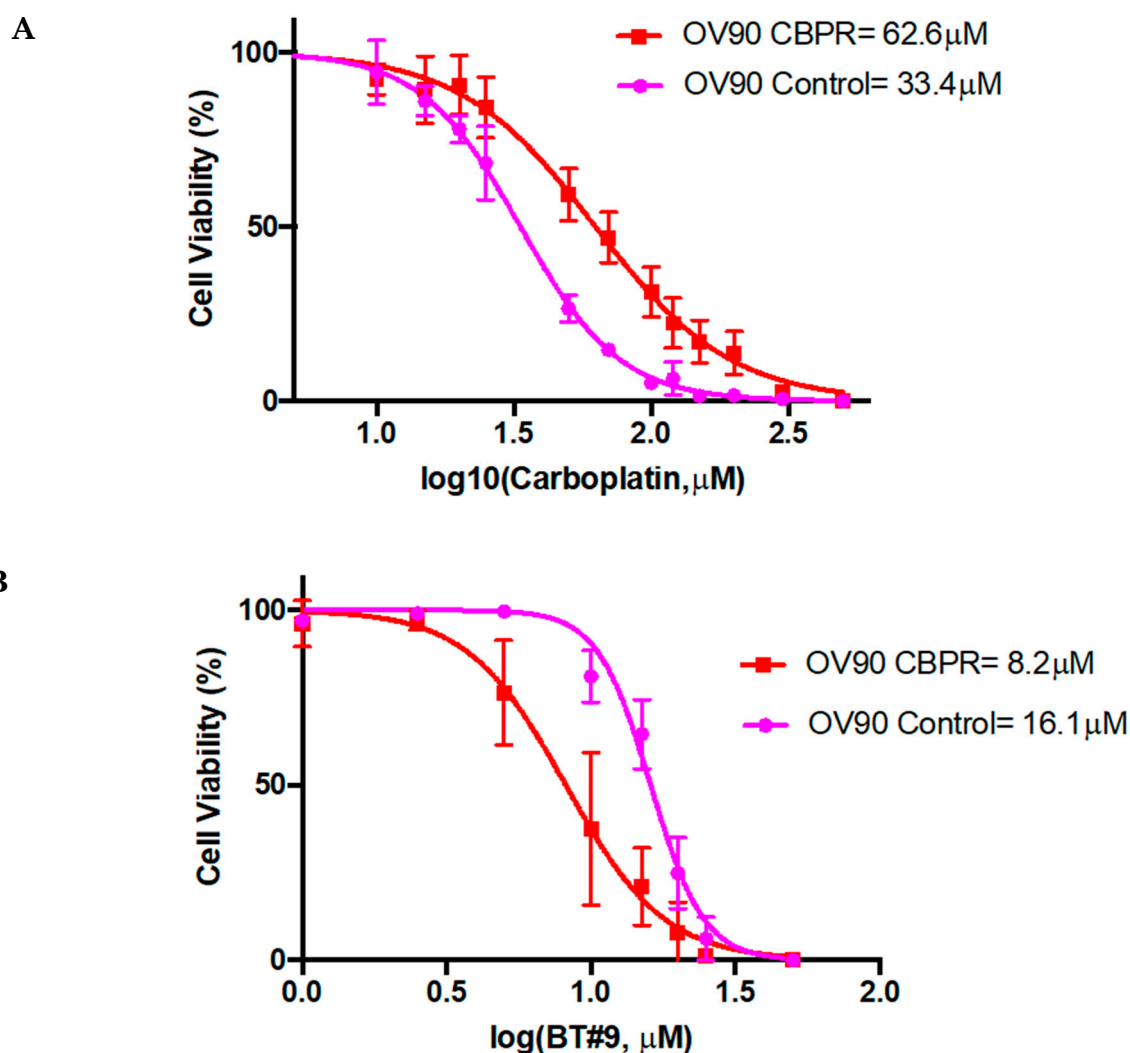 A
OV90 CBPR= 62.6μM
OV90 Control= 33.4μM
100
50
0
Cell Viability (%)
1.0 1.5 2.0 2.5
log10(Carboplatin,μM)
B
OV90 CBPR= 8.2μM
OV90 Control= 16.1μM
100
50
0
Cell Viability (%)
0.0 0.5 1.0 1.5 2.0
log(BT#9, μM)